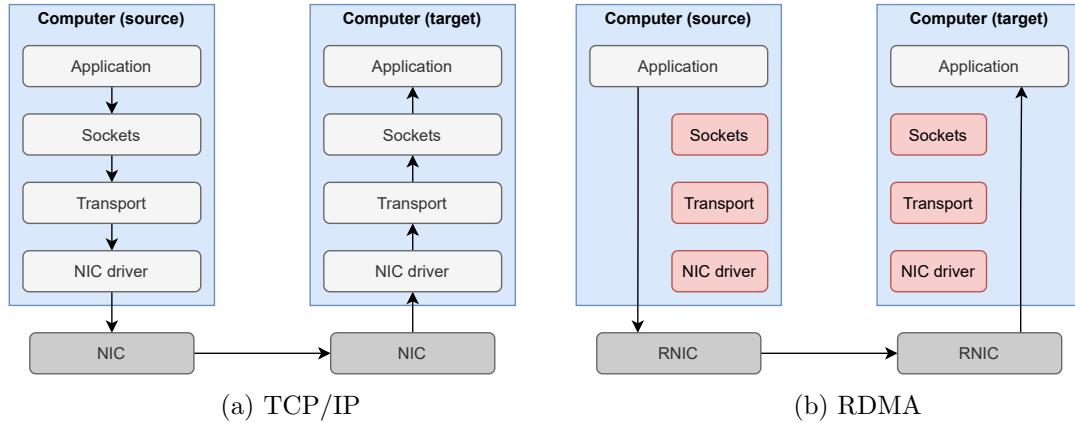 Computer (source)
Application
Sockets
Transport
NIC driver
NIC
Computer (target)
Application
Sockets
Transport
NIC driver
NIC
(a) TCP/IP
Computer (source)
Application
Sockets
Transport
NIC driver
RNIC
Computer (target)
Application
Sockets
Transport
NIC driver
RNIC
(b) RDMA